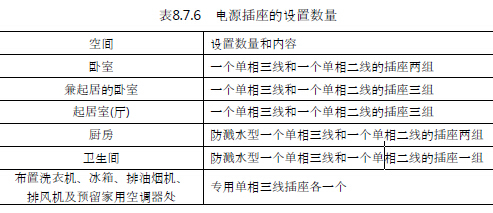 表8.7.6 电源插座的设置数量
空间 设置数量和内容
卧室 一个单相三线和一个单相二线的插座两组
兼起居的卧室 一个单相三线和一个单相二线的插座三组
起居室(厅) 一个单相三线和一个单相二线的插座三组
厨房 防溅水型一个单相三线和一个单相二线的插座两组
卫生间 防溅水型一个单相三线和一个单相二线的插座一组
布置洗衣机、冰箱、排油烟机、
排风机及预留家用空调器处 专用单相三线插座各一个